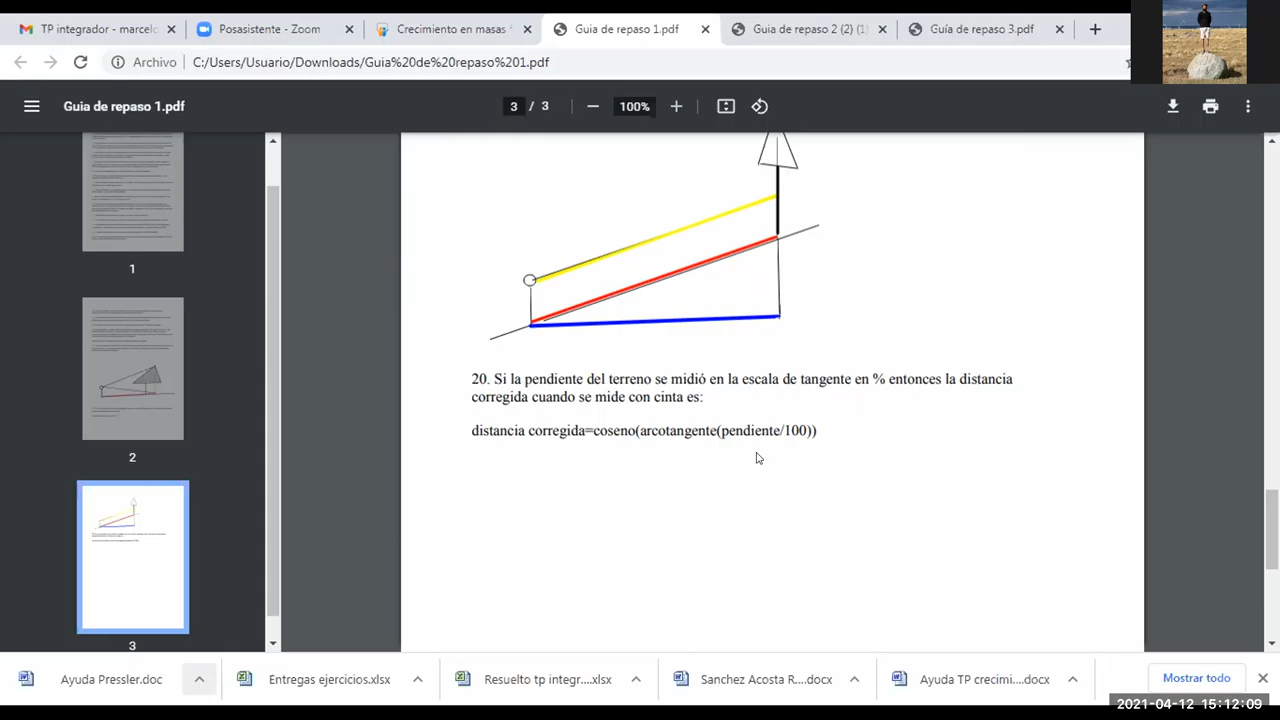 TP integrador - marcelo
Posasistente - Zoom
Crecimiento en masas
Guia de repaso 1.pdf
Guia de repaso 2 (2) (1)
Guía de repaso 3.pdf
Archivo
C:/Users/Usuario/Downloads/Guia%20de%20repaso%201.pdf
Guia de repaso 1.pdf
3 / 3
100%
1
2
3
20. Si la pendiente del terreno se midió en la escala de tangente en % entonces la distancia
corregida cuando se mide con cinta es:
distancia corregida=coseno(arcotangente(pendiente/100))
Ayuda Pressler.doc
Entregas ejercicios.xlsx
Resuelto tp integr....xlsx
Sanchez Acosta R....docx
Ayuda TP crecimi....docx
Mostrar todo
2021-04-12 15:12:09